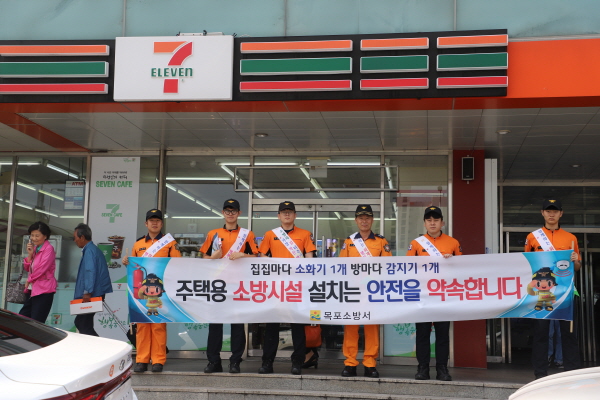 7
ELEVEN
SEVEN CAFE
집집마다 소화기 1개 방마다 감지기 1개
주택용 소방시설 설치는 안전을 약속합니다
목포소방서